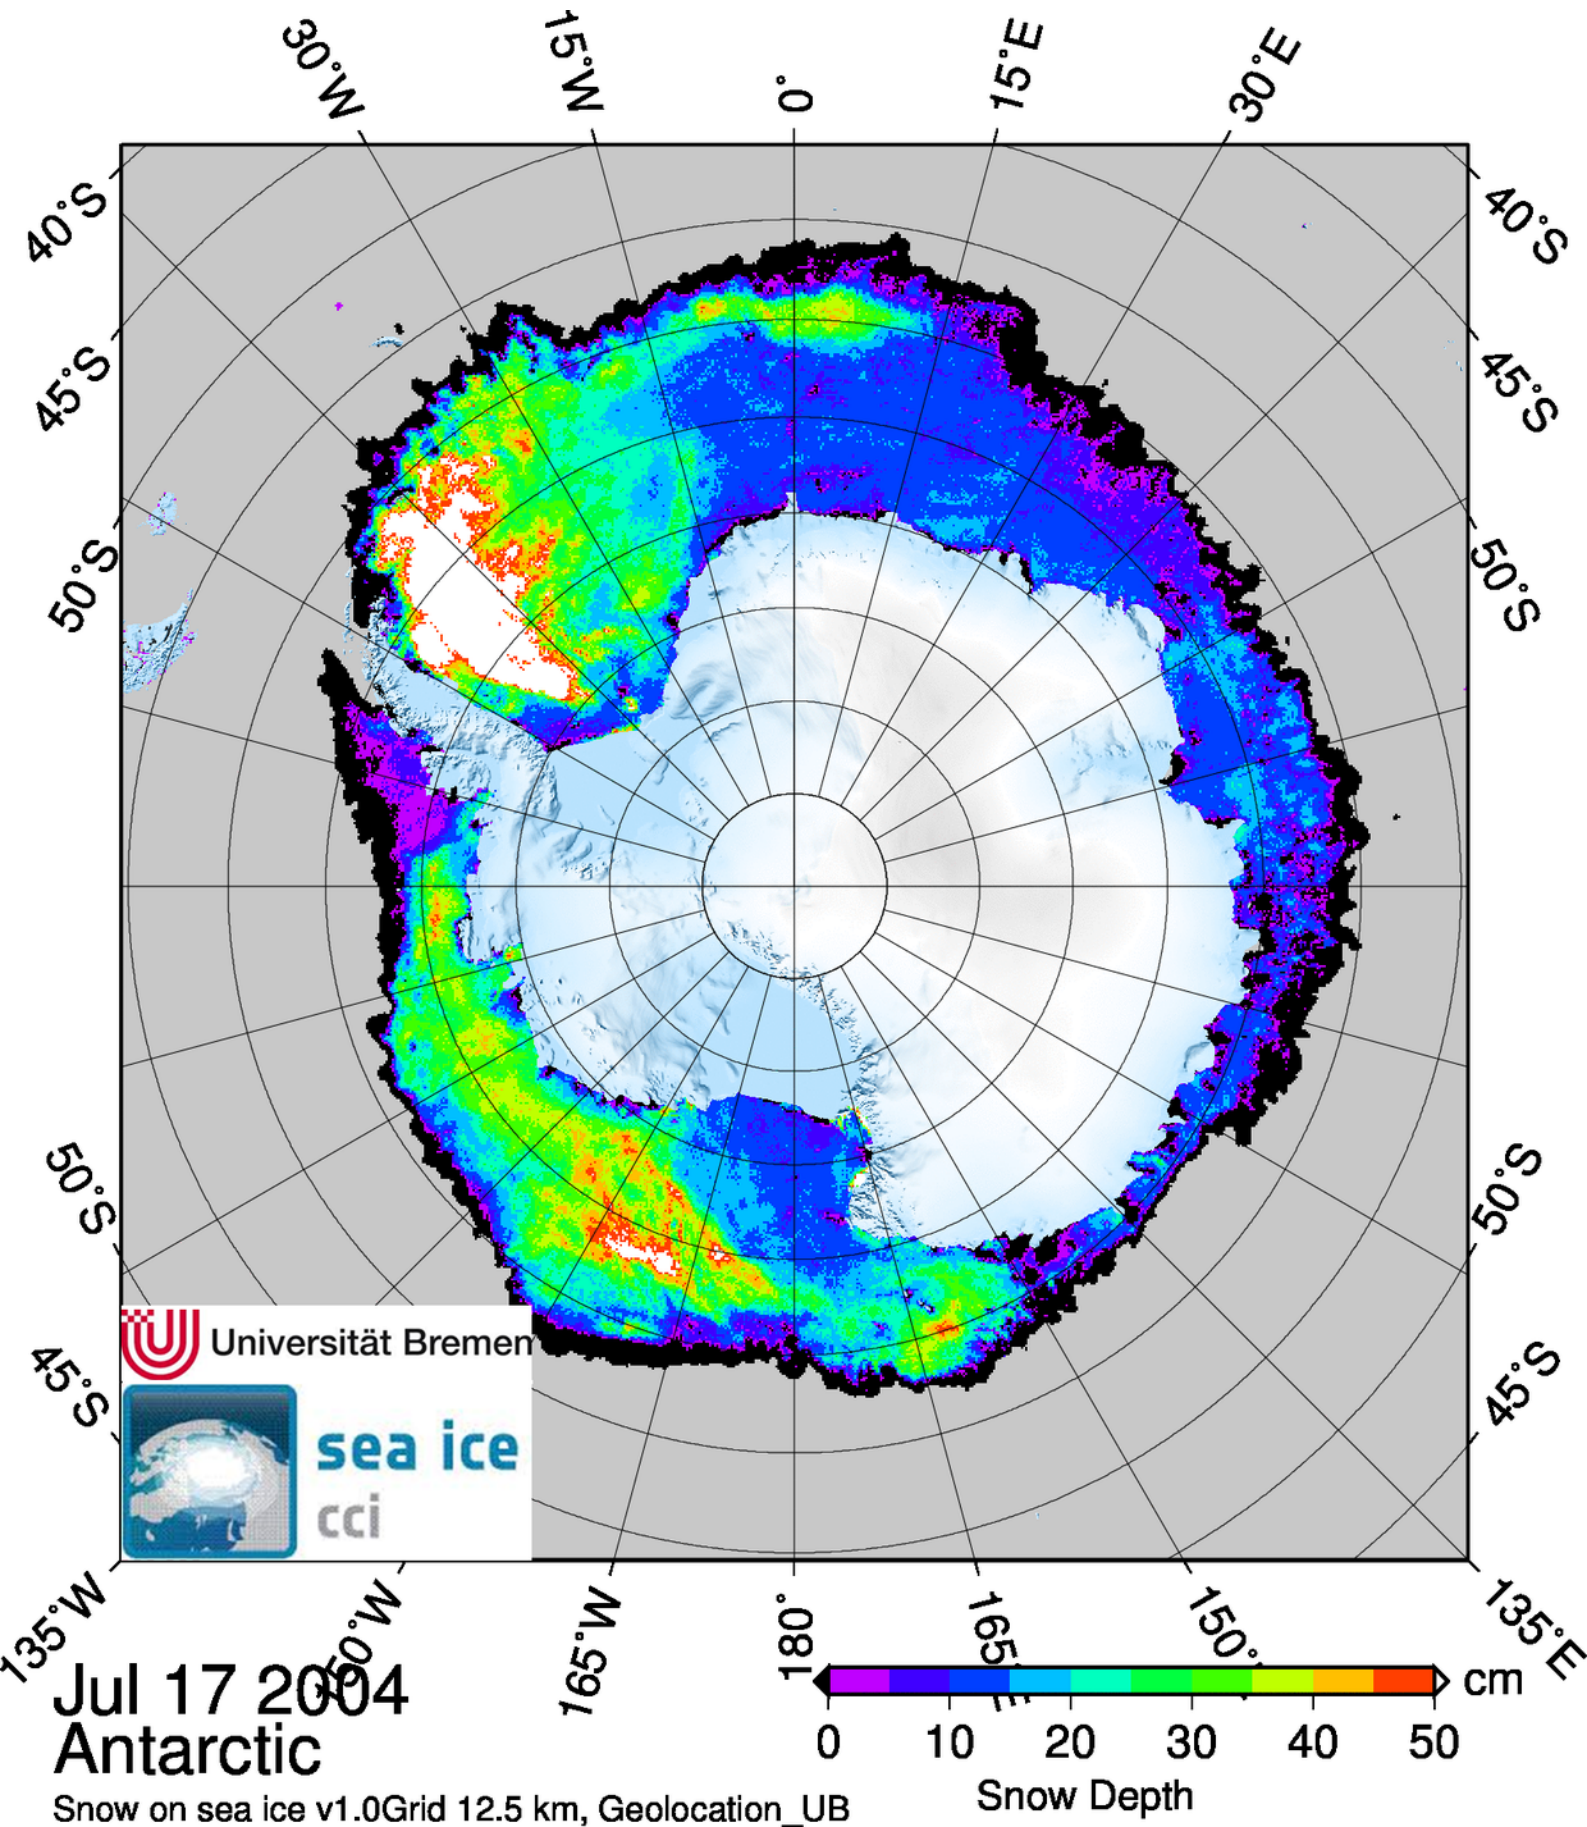 30°W 15°W 0° 15°E 30°E
40°S 40°S
45°S 45°S
50°S 50°S
50°S 50°S
45°S 45°S
Universität Bremen
sea ice
cci
135°W 150°W 165°W 180° 165°E 150° 135°E
Jul 17 2004
Antarctic
Snow on sea ice v1.0Grid 12.5 km, Geolocation_UB
cm
0 10 20 30 40 50
Snow Depth